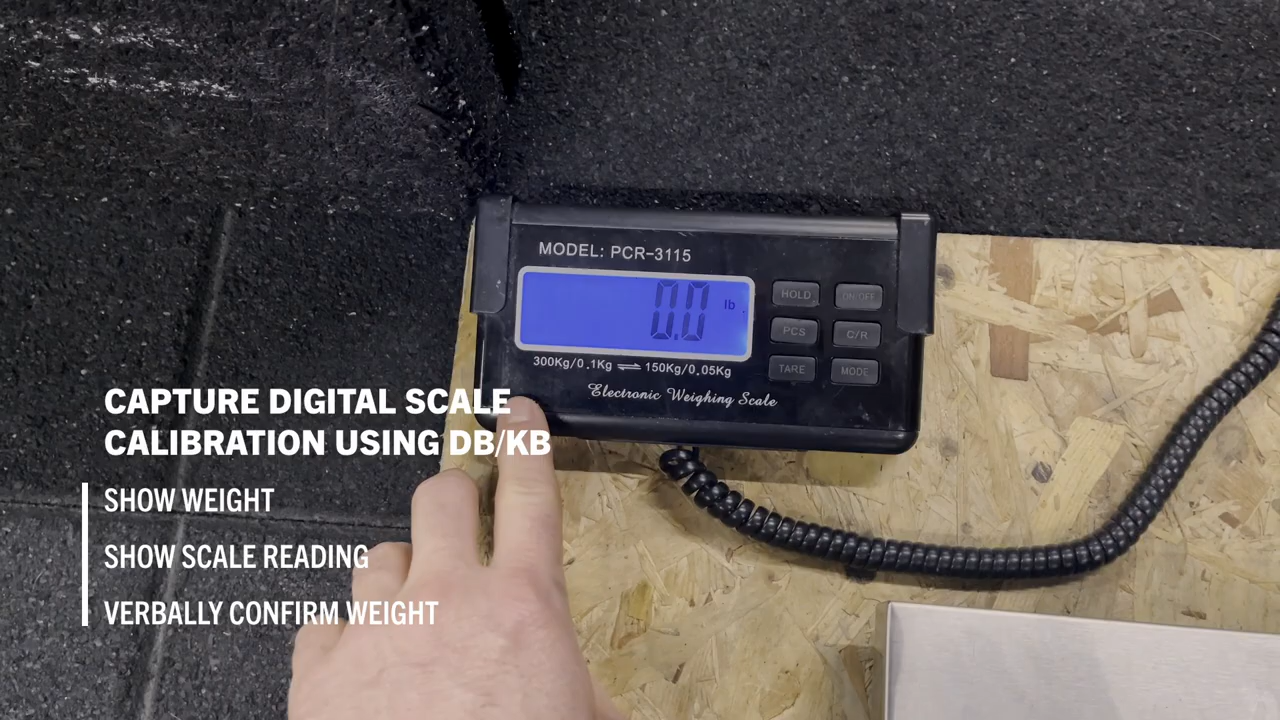 MODEL: PCR-3115
0.0 lb
HOLD
ON/OFF
PCS
C/R
TARE
MODE
300Kg/0.1Kg ⇌ 150Kg/0.05Kg
Electronic Weighing Scale
CAPTURE DIGITAL SCALE
CALIBRATION USING DB/KB
SHOW WEIGHT
SHOW SCALE READING
VERBALLY CONFIRM WEIGHT